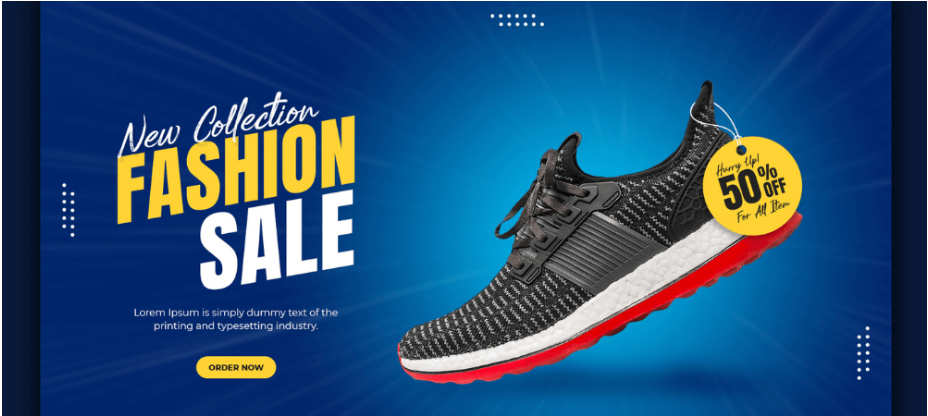 New Collection
FASHION
SALE
Lorem Ipsum is simply dummy text of the
printing and typesetting industry.
ORDER NOW
Hurry Up!
50% OFF
For All Item